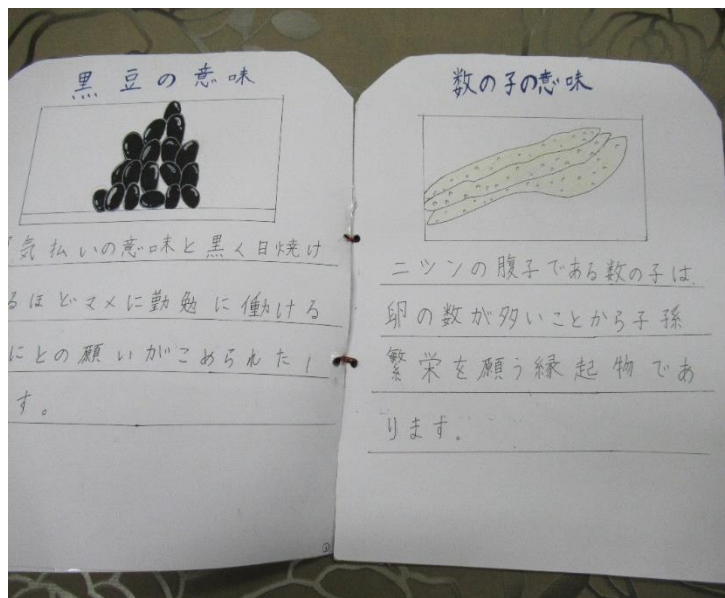 黒豆の意味
気払いの意味と黒く日焼け
るほどマメに勤勉に働ける
にとの願いがこめられた
す。
数の子の意味
ニツンの腹子である数の子は、
卵の数が多いことから子孫
繁栄を願う縁起物であ
ります。